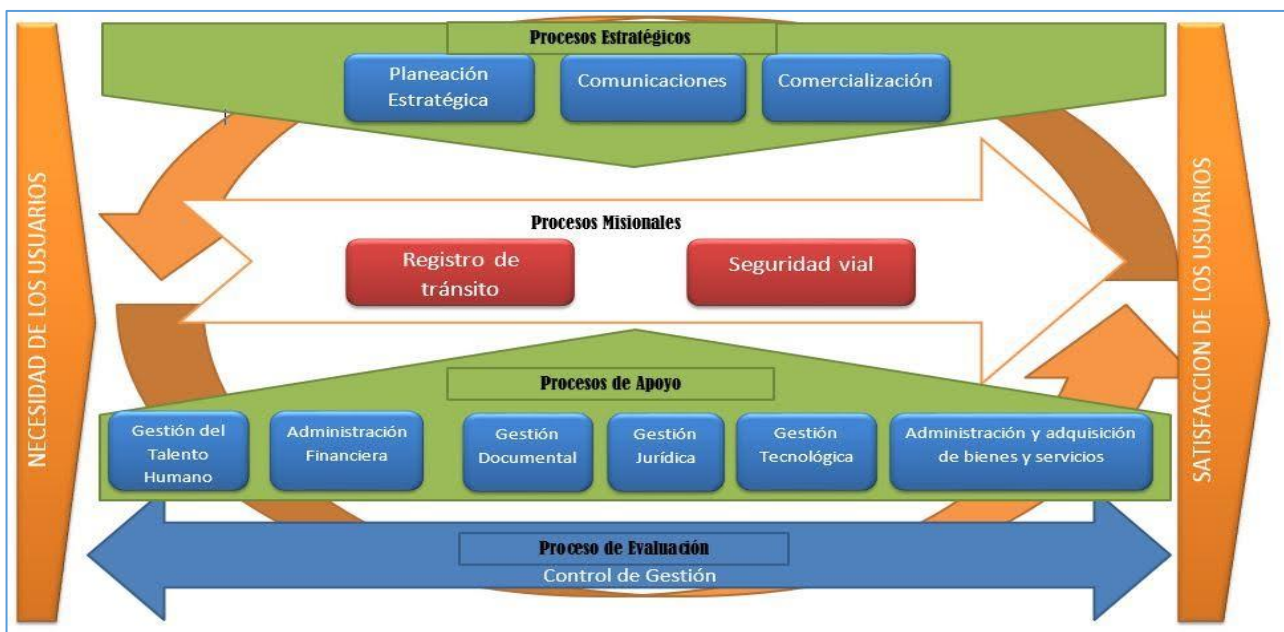 Procesos Estratégicos
Planeación
Estratégica
Comunicaciones
Comercialización
NECESIDAD DE LOS USUARIOS
Procesos Misionales
Registro de
tránsito
Seguridad vial
SATISFACCION DE LOS USUARIOS
Procesos de Apoyo
Gestión del
Talento
Humano
Administración
Financiera
Gestión
Documental
Gestión
Jurídica
Gestión
Tecnológica
Administración y adquisición
de bienes y servicios
Proceso de Evaluación
Control de Gestión